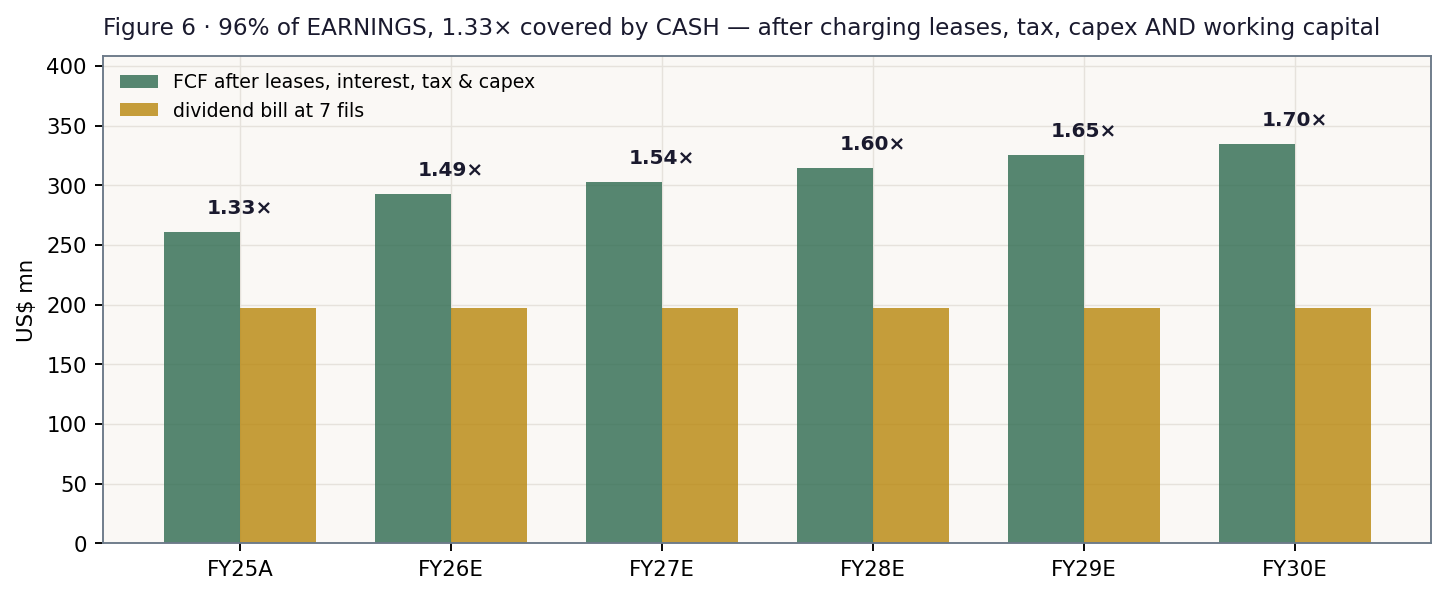 Figure 6 · 96% of EARNINGS, 1.33× covered by CASH — after charging leases, tax, capex AND working capital
FCF after leases, interest, tax & capex
dividend bill at 7 fils
US$ mn
400
350
300
250
200
150
100
50
0
1.33×
1.49×
1.54×
1.60×
1.65×
1.70×
FY25A
FY26E
FY27E
FY28E
FY29E
FY30E